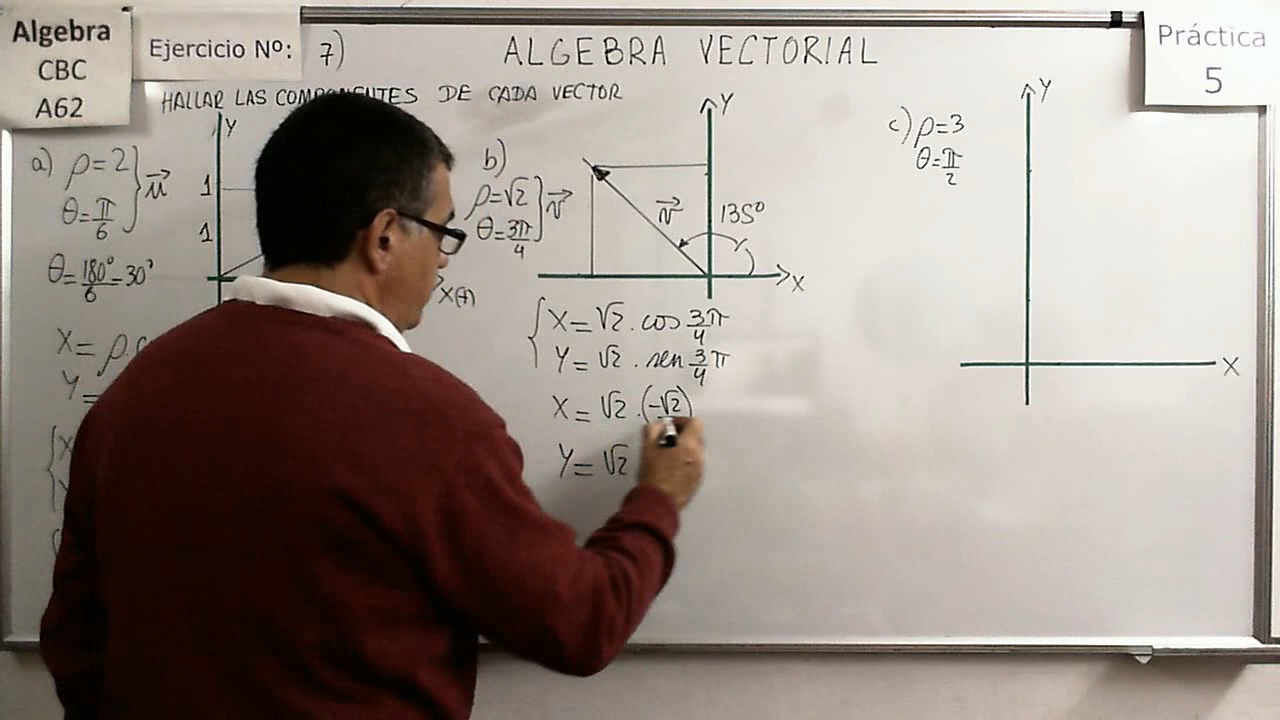 Algebra
CBC
A62
Ejercicio Nº: 7)
ALGEBRA VECTORIAL
Práctica
5
HALLAR LAS COMPONENTES DE CADA VECTOR
a) ρ=2
θ=π/6
u⃗
θ=180°/6=30°
X=ρ.
Y=
Y
1
1
X(+)
b)
ρ=√2
θ=3π/4
v⃗
Y
v⃗
135°
X
X=√2. cos 3/4 π
Y=√2. sen 3/4 π
X=√2.(-√2)
Y=√2
c) ρ=3
θ=π/2
Y
X